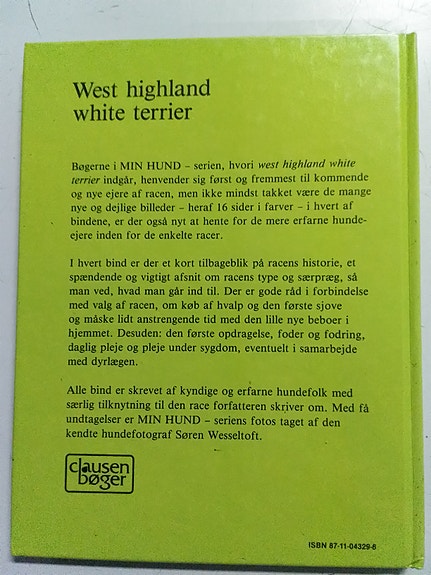 West highland
white terrier
Bøgerne i MIN HUND – serien, hvori west highland white
terrier indgår, henvender sig først og fremmest til kommende
og nye ejere af racen, men ikke mindst takket være de mange
nye og dejlige billeder – heraf 16 sider i farver – i hvert af
bindene, er der også nyt at hente for de mere erfarne hunde-
ejere inden for de enkelte racer.
I hvert bind er der et kort tilbageblik på racens historie, et
spændende og vigtigt afsnit om racens type og særpræg, så
man ved, hvad man går ind til. Der er gode råd i forbindelse
med valg af racen, om køb af hvalp og den første sjove
og måske lidt anstrengende tid med den lille nye beboer i
hjemmet. Desuden: den første opdragelse, foder og fodring,
daglig pleje og pleje under sygdom, eventuelt i samarbejde
med dyrlægen.
Alle bind er skrevet af kyndige og erfarne hundefolk med
særlig tilknytning til den race forfatteren skriver om. Med få
undtagelser er MIN HUND – seriens fotos taget af den
kendte hundefotograf Søren Wesseltoft.
clausen
bøger
ISBN 87-11-04329-8